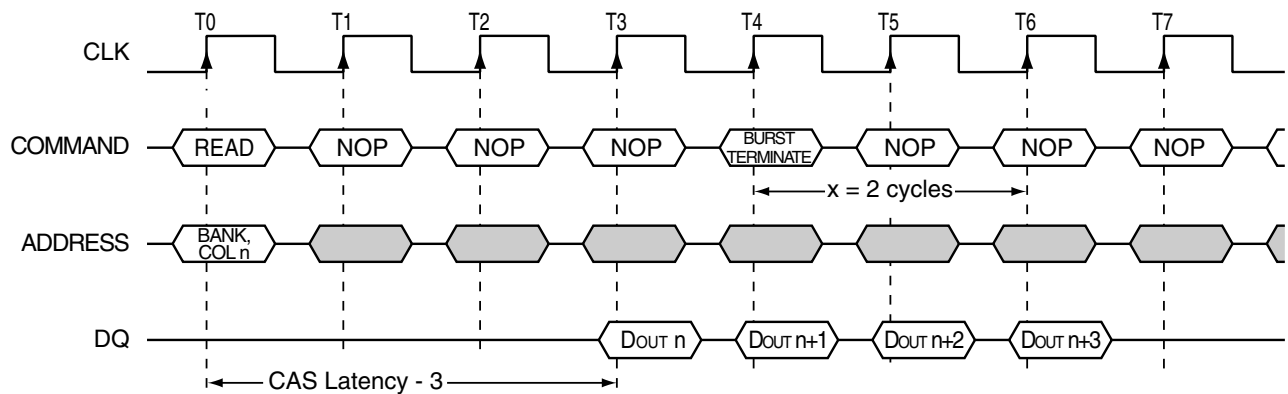 T0 T1 T2 T3 T4 T5 T6 T7
CLK
COMMAND READ NOP NOP NOP BURST TERMINATE NOP NOP NOP
x = 2 cycles
ADDRESS BANK, COL n
DQ DOUT n DOUT n+1 DOUT n+2 DOUT n+3
CAS Latency - 3